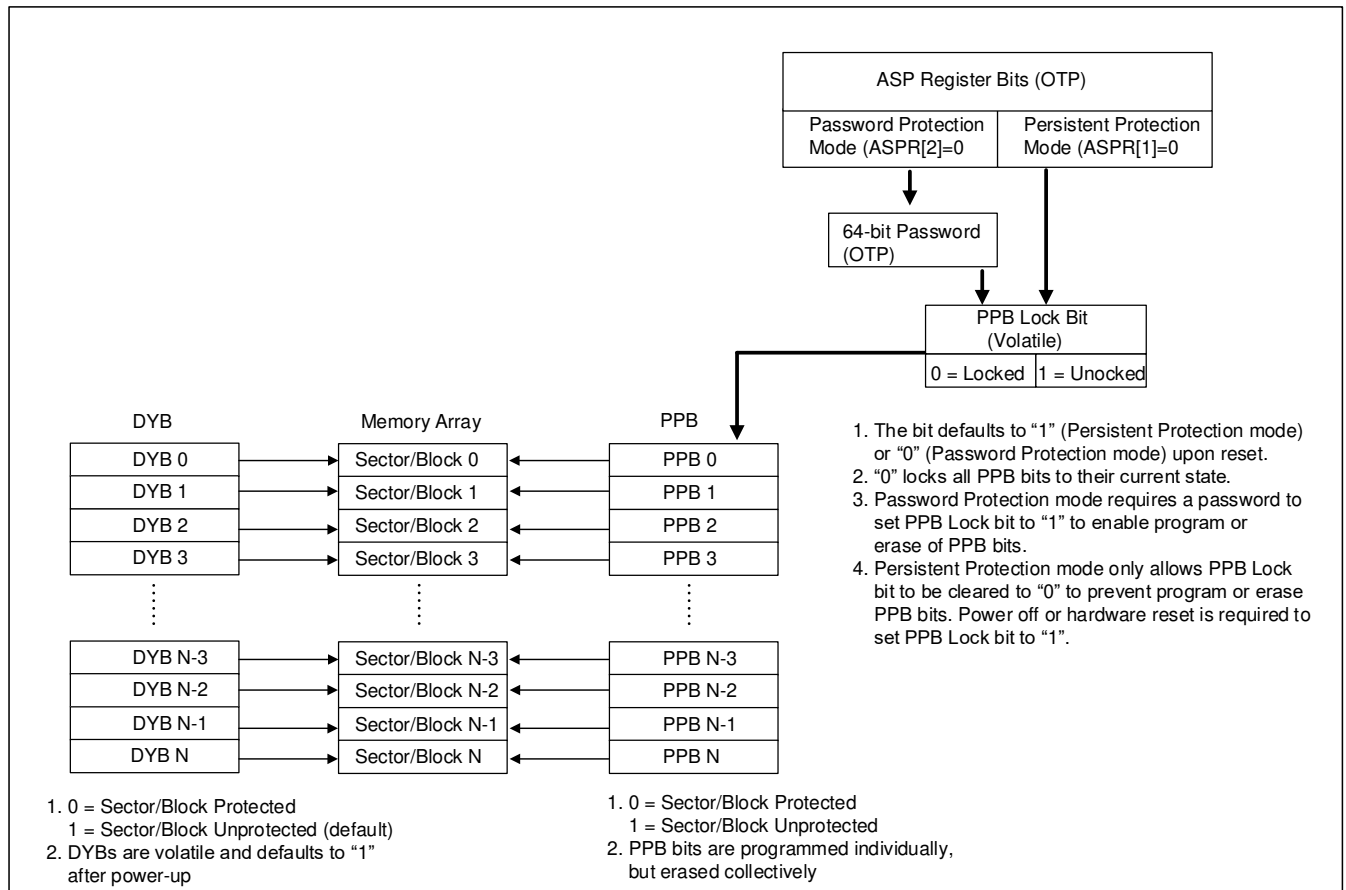 ASP Register Bits (OTP)
Password Protection
Mode (ASPR[2]=0
Persistent Protection
Mode (ASPR[1]=0
64-bit Password
(OTP)
PPB Lock Bit
(Volatile)
0 = Locked
1 = Unocked
DYB
Memory Array
PPB
DYB 0
Sector/Block 0
PPB 0
DYB 1
Sector/Block 1
PPB 1
DYB 2
Sector/Block 2
PPB 2
DYB 3
Sector/Block 3
PPB 3
DYB N-3
Sector/Block N-3
PPB N-3
DYB N-2
Sector/Block N-2
PPB N-2
DYB N-1
Sector/Block N-1
PPB N-1
DYB N
Sector/Block N
PPB N
1. The bit defaults to “1” (Persistent Protection mode)
or “0” (Password Protection mode) upon reset.
2. “0” locks all PPB bits to their current state.
3. Password Protection mode requires a password to
set PPB Lock bit to “1” to enable program or
erase of PPB bits.
4. Persistent Protection mode only allows PPB Lock
bit to be cleared to “0” to prevent program or erase
PPB bits. Power off or hardware reset is required to
set PPB Lock bit to “1”.
1. 0 = Sector/Block Protected
1 = Sector/Block Unprotected (default)
2. DYBs are volatile and defaults to “1”
after power-up
1. 0 = Sector/Block Protected
1 = Sector/Block Unprotected
2. PPB bits are programmed individually,
but erased collectively